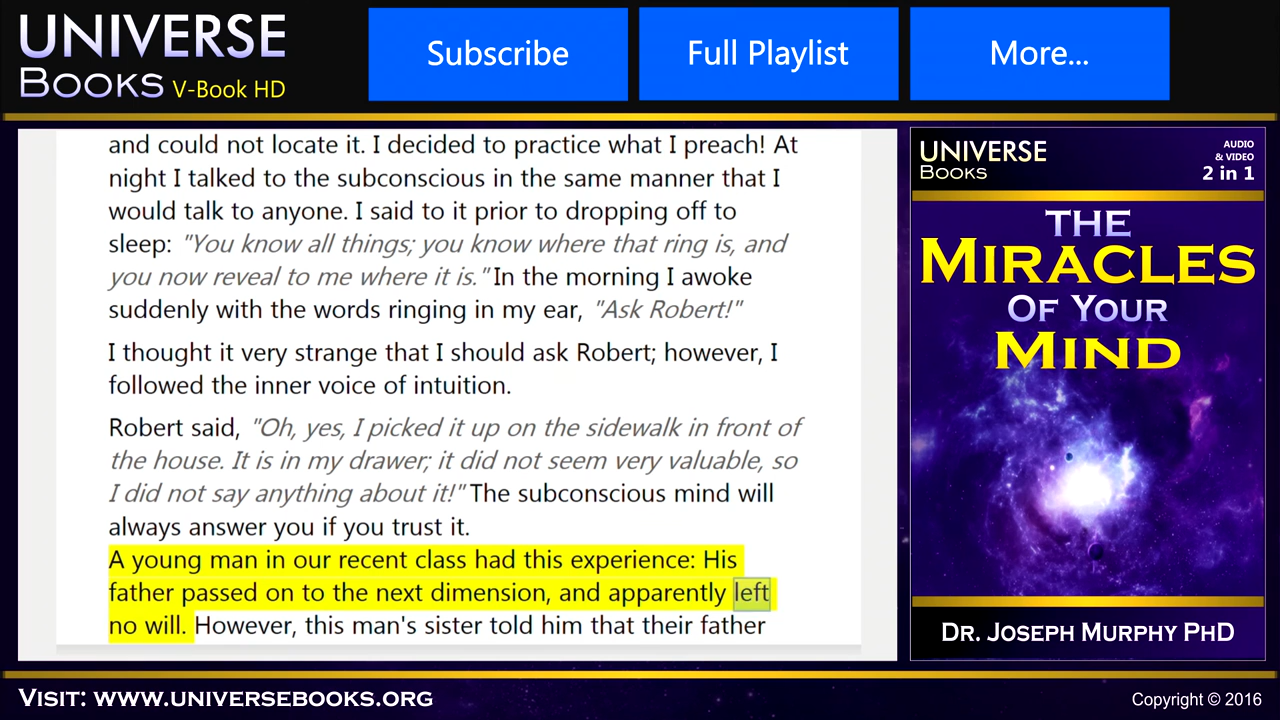 UNIVERSE
BOOKS V-Book HD
Subscribe
Full Playlist
More...
and could not locate it. I decided to practice what I preach! At
night I talked to the subconscious in the same manner that I
would talk to anyone. I said to it prior to dropping off to
sleep: "You know all things; you know where that ring is, and
you now reveal to me where it is." In the morning I awoke
suddenly with the words ringing in my ear, "Ask Robert!"
I thought it very strange that I should ask Robert; however, I
followed the inner voice of intuition.
Robert said, "Oh, yes, I picked it up on the sidewalk in front of
the house. It is in my drawer; it did not seem very valuable, so
I did not say anything about it!" The subconscious mind will
always answer you if you trust it.
A young man in our recent class had this experience: His
father passed on to the next dimension, and apparently left
no will. However, this man's sister told him that their father
UNIVERSE
BOOKS
AUDIO
& VIDEO
2 in 1
THE
MIRACLES
OF YOUR
MIND
DR. JOSEPH MURPHY PHD
VISIT: WWW.UNIVERSEBOOKS.ORG
Copyright © 2016